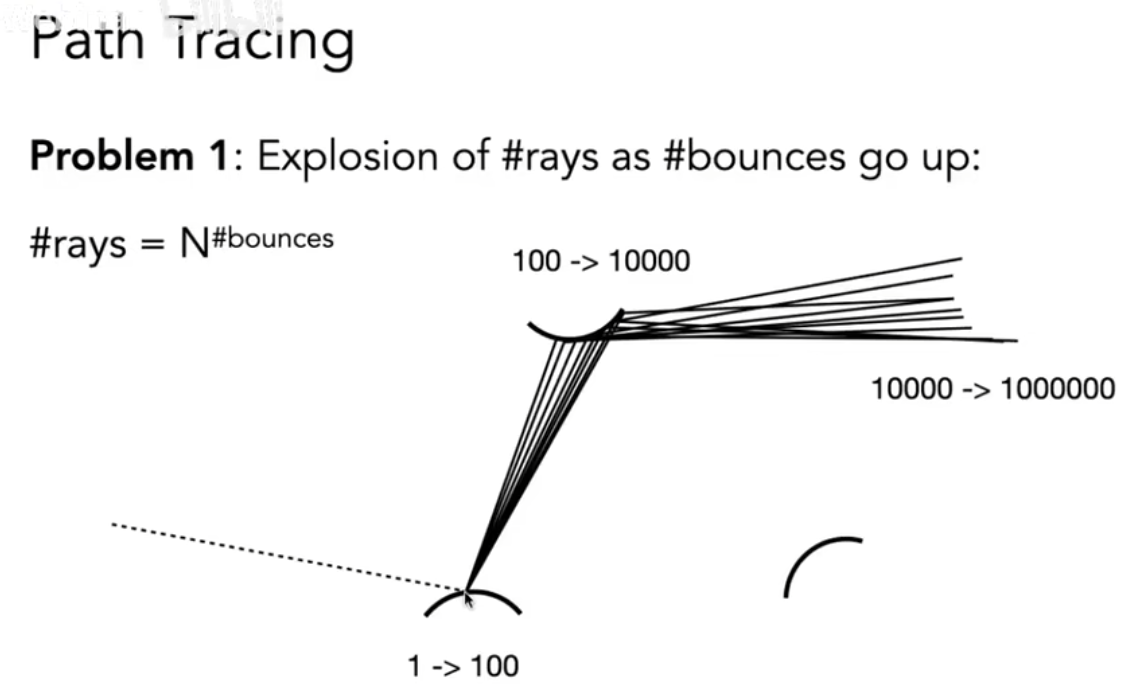 Path Tracing
Problem 1: Explosion of #rays as #bounces go up:
#rays = N#bounces
100 -> 10000
10000 -> 1000000
1 -> 100